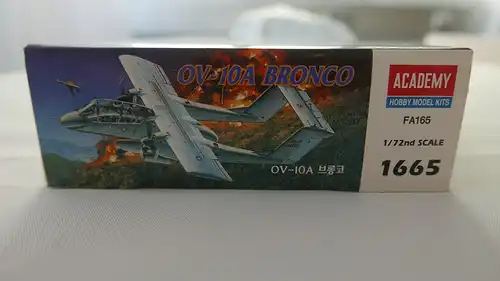 OV-10A BRONCO
OV-10A 브롱코
ACADEMY
HOBBY MODEL KITS
FA165
1/72nd SCALE
1665